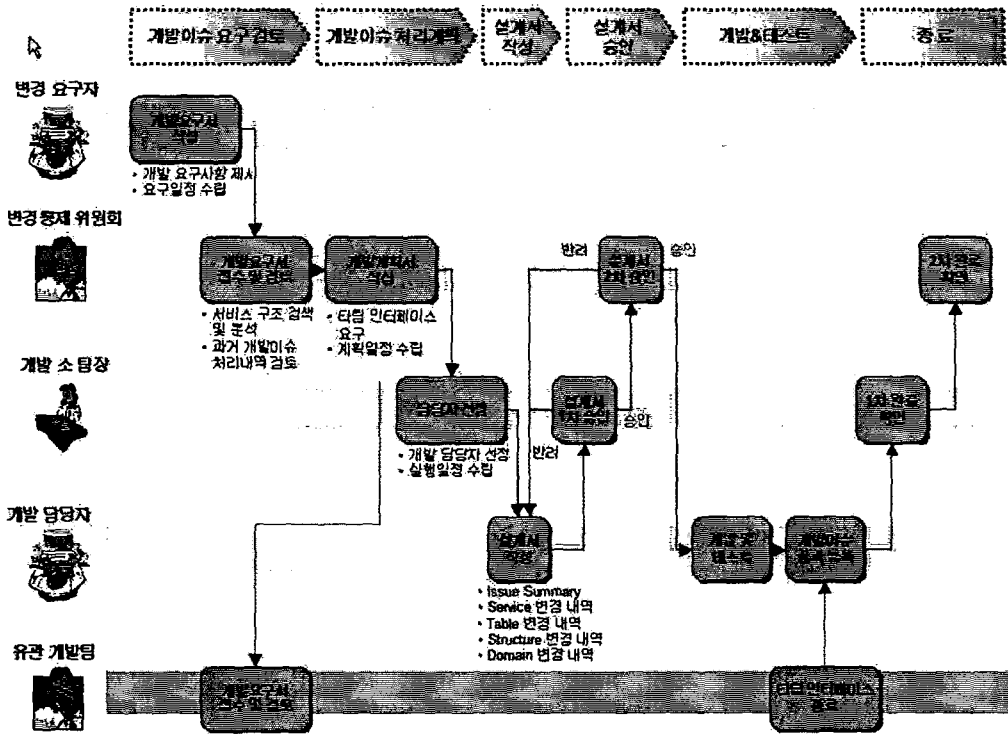 개발이슈 요구 검토
개발이슈 처리계획
설계서
작성
설계서
승인
개발&테스트
종 료
변경 요구자
개발요구서
작성
• 개발 요구사항 제시
• 요구일정 수립
변경통제 위원회
개발요구서
접수 및 검토
• 서비스 구조 검색
및 분석
• 과거 개발이슈
처리내역 검토
개발계획서
작성
• 타팀 인터페이스
요구
• 계획일정 수립
반려
설계서
2차 승인
승인
2차 완료
확인
개발 소 팀장
담당자 선정
• 개발 담당자 선정
• 실행일정 수립
설계서
1차 승인
승인
반려
1차 완료
확인
개발 담당자
설계서
작성
• Issue Summary
• Service 변경 내역
• Table 변경 내역
• Structure 변경 내역
• Domain 변경 내역
개발 및
테스트
개발이슈
유관 개발팀
개발요구서
접수 및 검토
타팀 인터페이스
종료